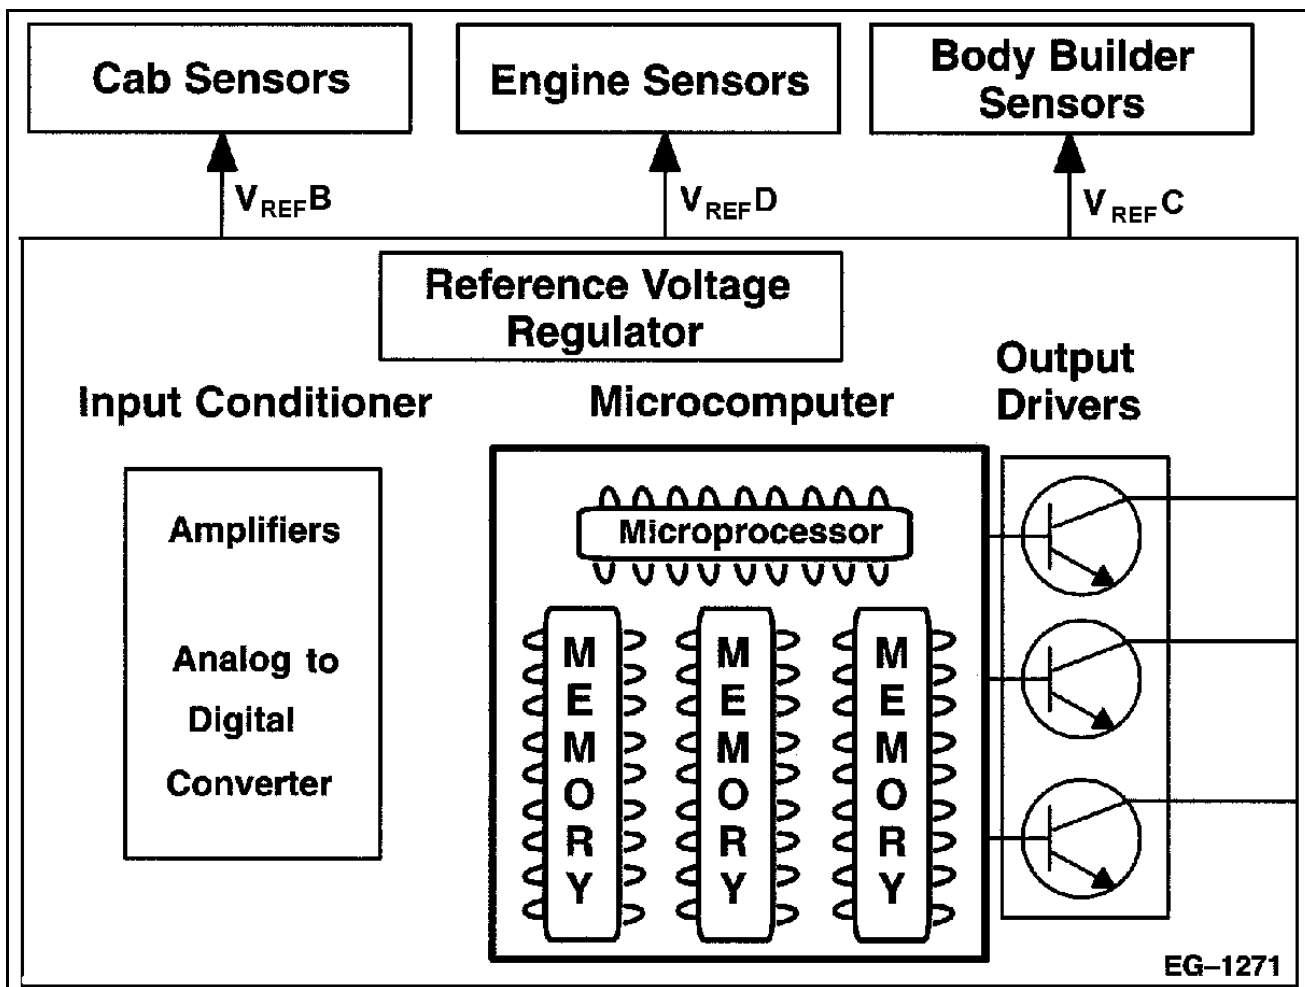 Cab Sensors
Engine Sensors
Body Builder
Sensors
VREFB
VREFD
VREFC
Reference Voltage
Regulator
Input Conditioner
Microcomputer
Output
Drivers
Amplifiers
Analog to
Digital
Converter
Microprocessor
MEMORY
MEMORY
MEMORY
EG–1271